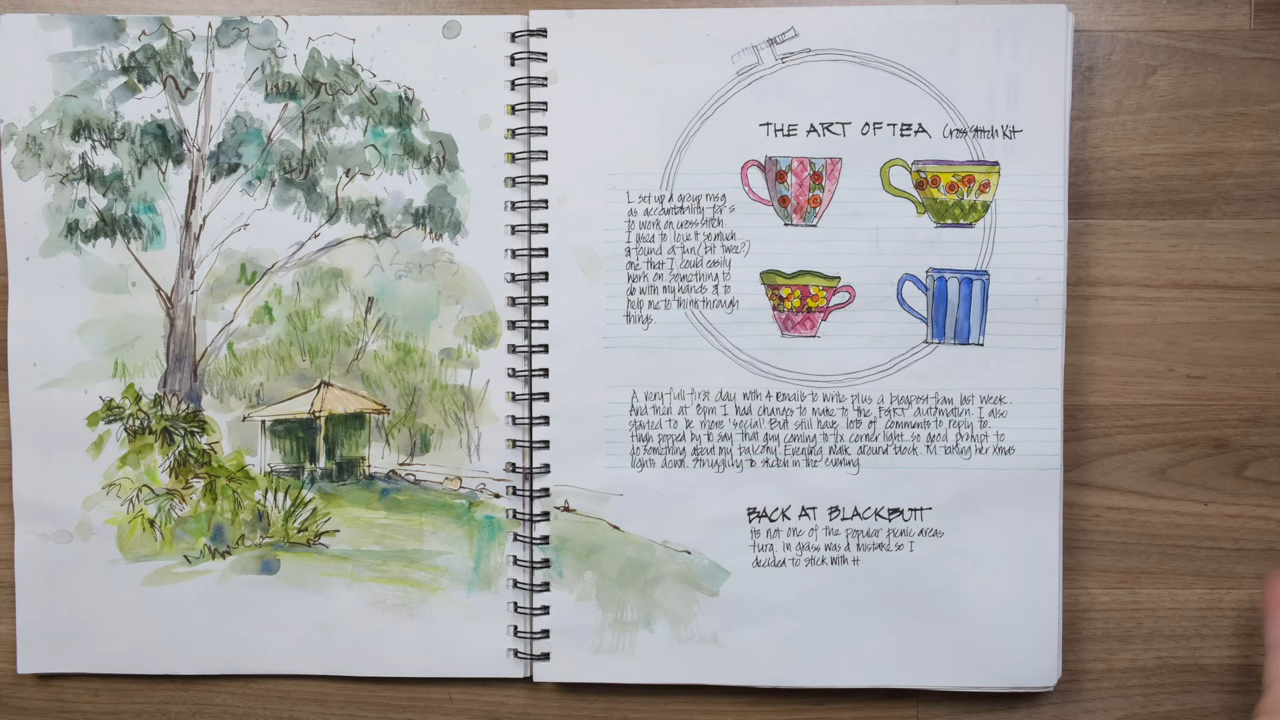 THE ART OF TEA Cross Stitch Kit
I set up a group msg
as accountability for s
to work on cross stitch.
I used to love it so much...
& found a fun (bit twee?)
one that I could easily
work on, something to
do with my hands & to
help me to think through
things.
A very full first day with 4 emails to write plus a blogpost from last week.
And then at 8pm I had changes to make to the automation. I also
started to be more 'social' But still have lots of comments to reply to.
Hugh popped by to say that guy coming to fix corner light...so good prompt to
do something about my balcony. Evening walk around block. M taking her xmas
lights down. Struggling to sketch in the evening
BACK AT BLACKBUTT
its not one of the popular picnic areas
turq. in grass was a mistake so I
decided to stick with it